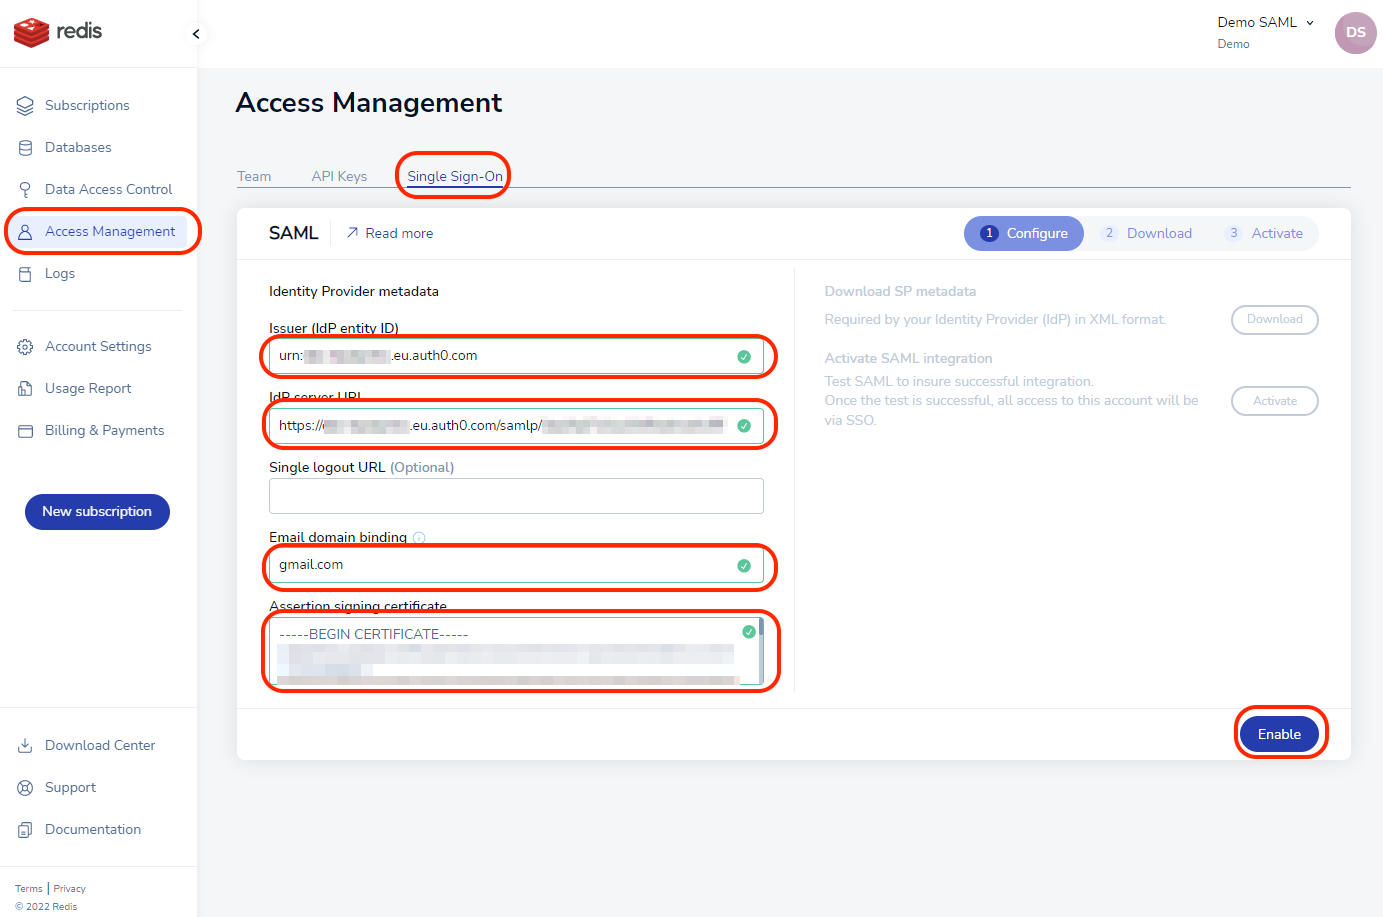 redis
Demo SAML
Demo
DS
Subscriptions
Databases
Data Access Control
Access Management
Logs
Account Settings
Usage Report
Billing & Payments
New subscription
Download Center
Support
Documentation
Terms | Privacy
© 2022 Redis
Access Management
Team
API Keys
Single Sign-On
SAML
Read more
1 Configure
2 Download
3 Activate
Identity Provider metadata
Issuer (IdP entity ID)
urn: .eu.auth0.com
IdP server URL
https:// .eu.auth0.com/samlp/
Single logout URL (Optional)
Email domain binding
gmail.com
Assertion signing certificate
-----BEGIN CERTIFICATE-----
Download SP metadata
Required by your Identity Provider (IdP) in XML format.
Download
Activate SAML integration
Test SAML to insure successful integration.
Once the test is successful, all access to this account will be
via SSO.
Activate
Enable